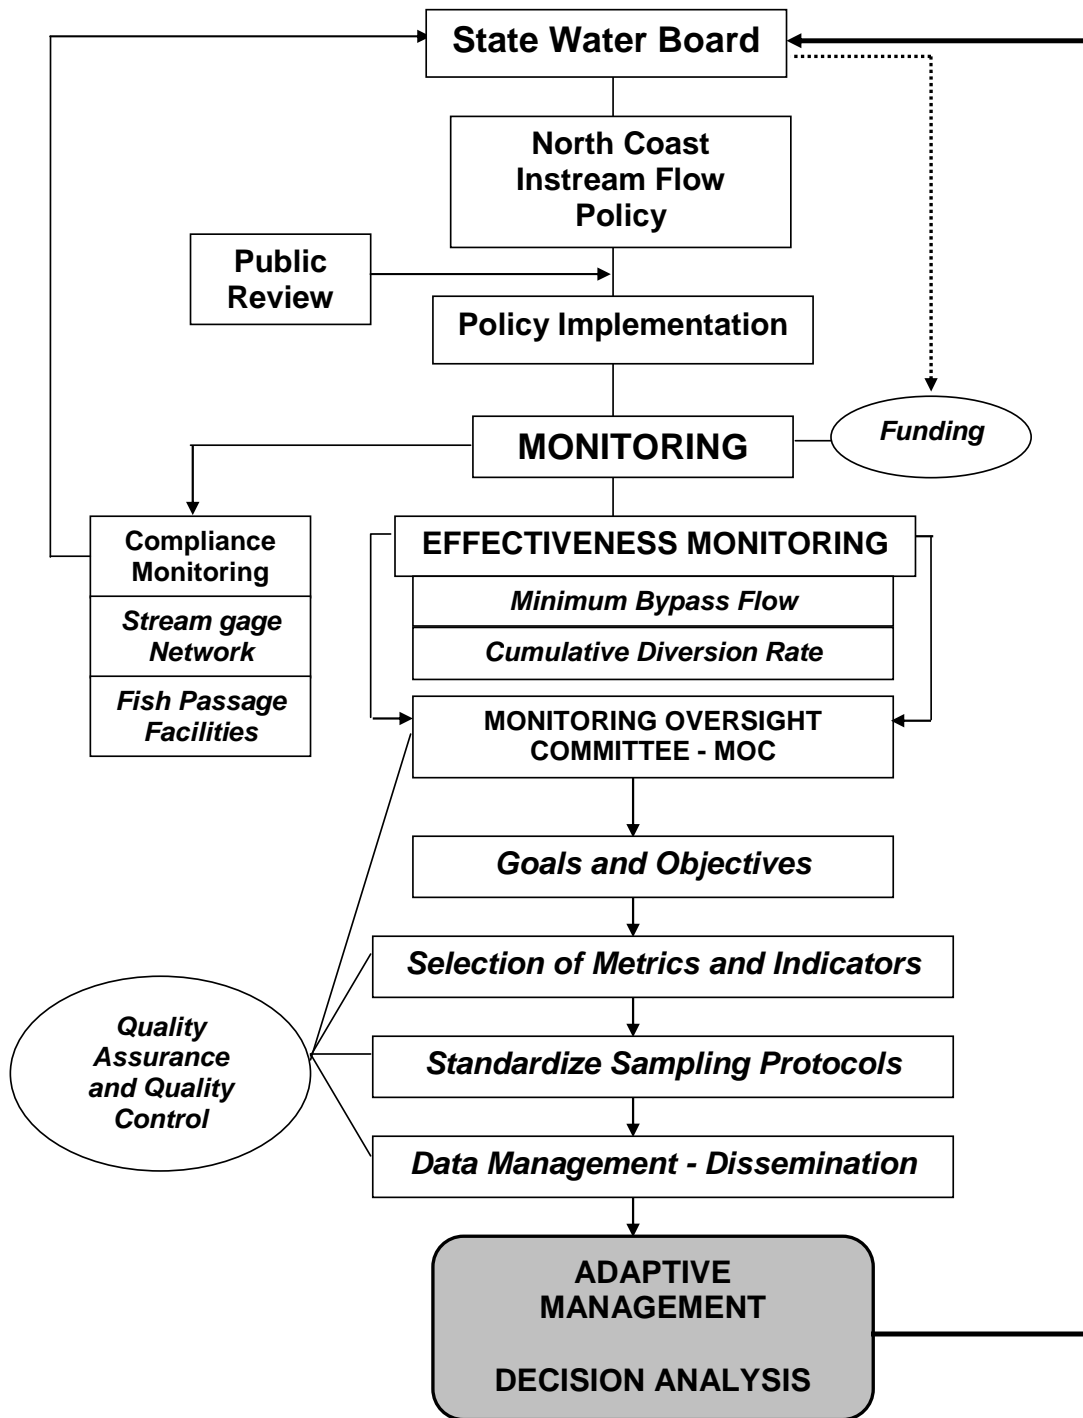 State Water Board
North Coast
Instream Flow
Policy
Public
Review
Policy Implementation
MONITORING
Funding
Compliance
Monitoring
Stream gage
Network
Fish Passage
Facilities
EFFECTIVENESS MONITORING
Minimum Bypass Flow
Cumulative Diversion Rate
MONITORING OVERSIGHT
COMMITTEE - MOC
Goals and Objectives
Selection of Metrics and Indicators
Quality
Assurance
and Quality
Control
Standardize Sampling Protocols
Data Management - Dissemination
ADAPTIVE
MANAGEMENT
DECISION ANALYSIS